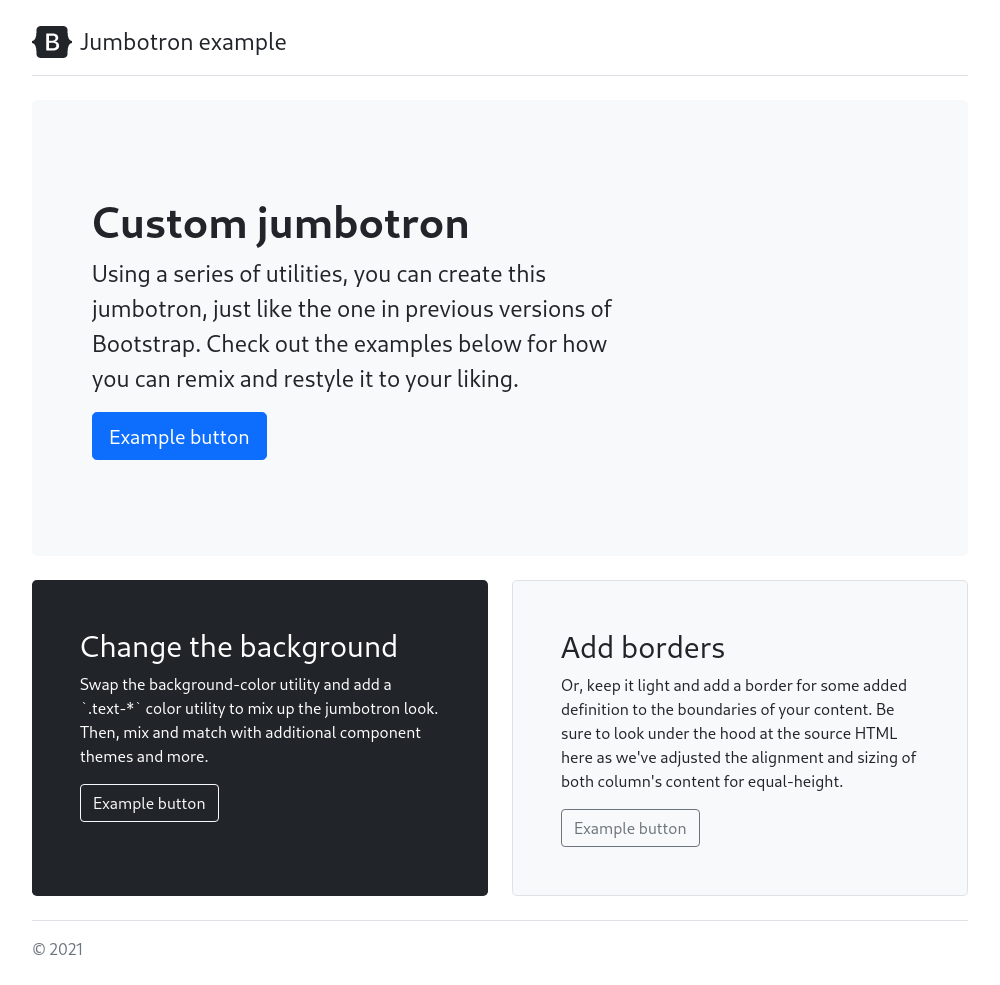 B Jumbotron example
Custom jumbotron
Using a series of utilities, you can create this
jumbotron, just like the one in previous versions of
Bootstrap. Check out the examples below for how
you can remix and restyle it to your liking.
Example button
Change the background
Swap the background-color utility and add a
`.text-*` color utility to mix up the jumbotron look.
Then, mix and match with additional component
themes and more.
Example button
Add borders
Or, keep it light and add a border for some added
definition to the boundaries of your content. Be
sure to look under the hood at the source HTML
here as we've adjusted the alignment and sizing of
both column's content for equal-height.
Example button
© 2021